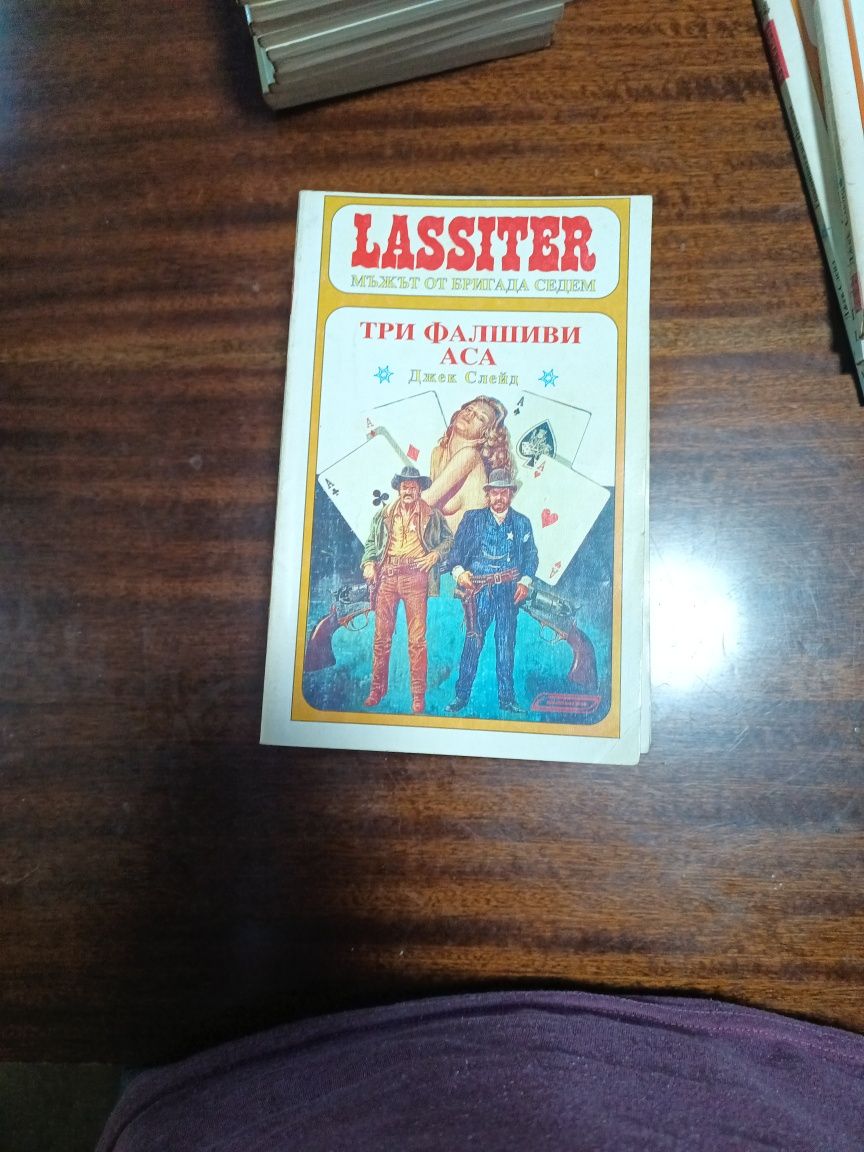 LASSITER
МЪЖЪТ ОТ БРИГАДА СЕДЕМ
ТРИ ФАЛШИВИ
АСА
Джек Слейд
A
A
A
A
A